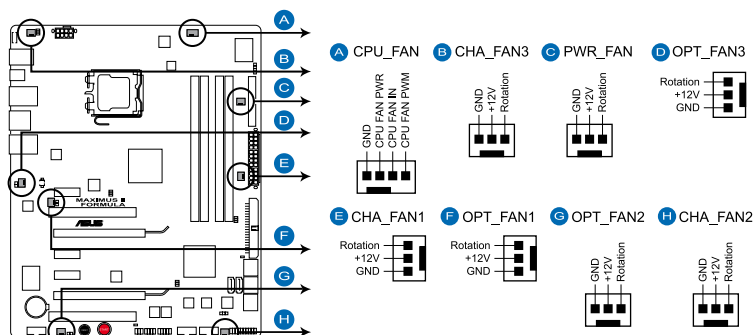 A
B
C
D
E
F
G
H
MAXIMUS II
FORMULA
ASUS
A CPU_FAN
GND
CPU FAN PWR
CPU FAN IN
CPU FAN PWM
B CHA_FAN3
GND
+12V
Rotation
C PWR_FAN
GND
+12V
Rotation
D OPT_FAN3
Rotation
+12V
GND
E CHA_FAN1
Rotation
+12V
GND
F OPT_FAN1
Rotation
+12V
GND
G OPT_FAN2
GND
+12V
Rotation
H CHA_FAN2
GND
+12V
Rotation